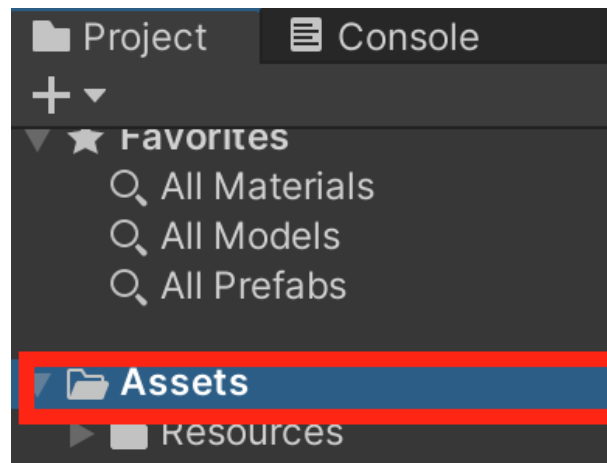 Project Console
Favorites
All Materials
All Models
All Prefabs
Assets
Resources